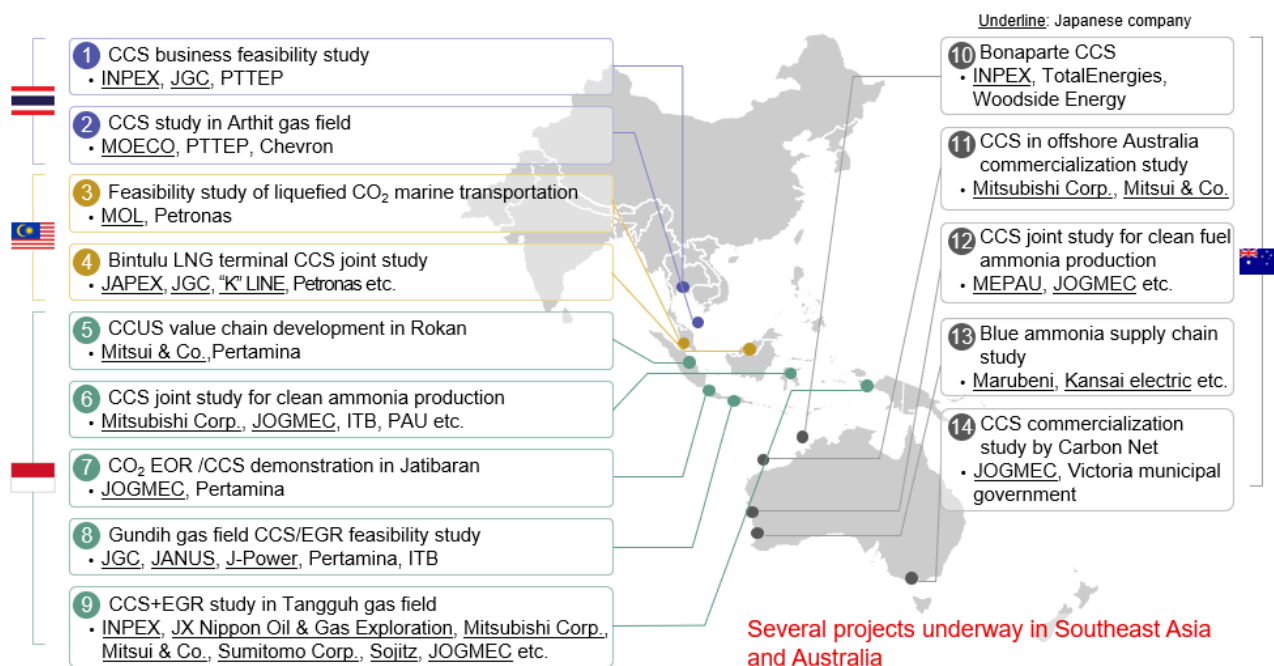 Underline: Japanese company
1 CCS business feasibility study
• INPEX, JGC, PTTEP
2 CCS study in Arthit gas field
• MOECO, PTTEP, Chevron
3 Feasibility study of liquefied CO₂ marine transportation
• MOL, Petronas
4 Bintulu LNG terminal CCS joint study
• JAPEX, JGC, “K” LINE, Petronas etc.
5 CCUS value chain development in Rokan
• Mitsui & Co.,Pertamina
6 CCS joint study for clean ammonia production
• Mitsubishi Corp., JOGMEC, ITB, PAU etc.
7 CO₂ EOR /CCS demonstration in Jatibaran
• JOGMEC, Pertamina
8 Gundih gas field CCS/EGR feasibility study
• JGC, JANUS, J-Power, Pertamina, ITB
9 CCS+EGR study in Tangguh gas field
• INPEX, JX Nippon Oil & Gas Exploration, Mitsubishi Corp.,
Mitsui & Co., Sumitomo Corp., Sojitz, JOGMEC etc.
10 Bonaparte CCS
• INPEX, TotalEnergies,
Woodside Energy
11 CCS in offshore Australia
commercialization study
• Mitsubishi Corp., Mitsui & Co.
12 CCS joint study for clean fuel
ammonia production
• MEPAU, JOGMEC etc.
13 Blue ammonia supply chain
study
• Marubeni, Kansai electric etc.
14 CCS commercialization
study by Carbon Net
• JOGMEC, Victoria municipal
government
Several projects underway in Southeast Asia
and Australia